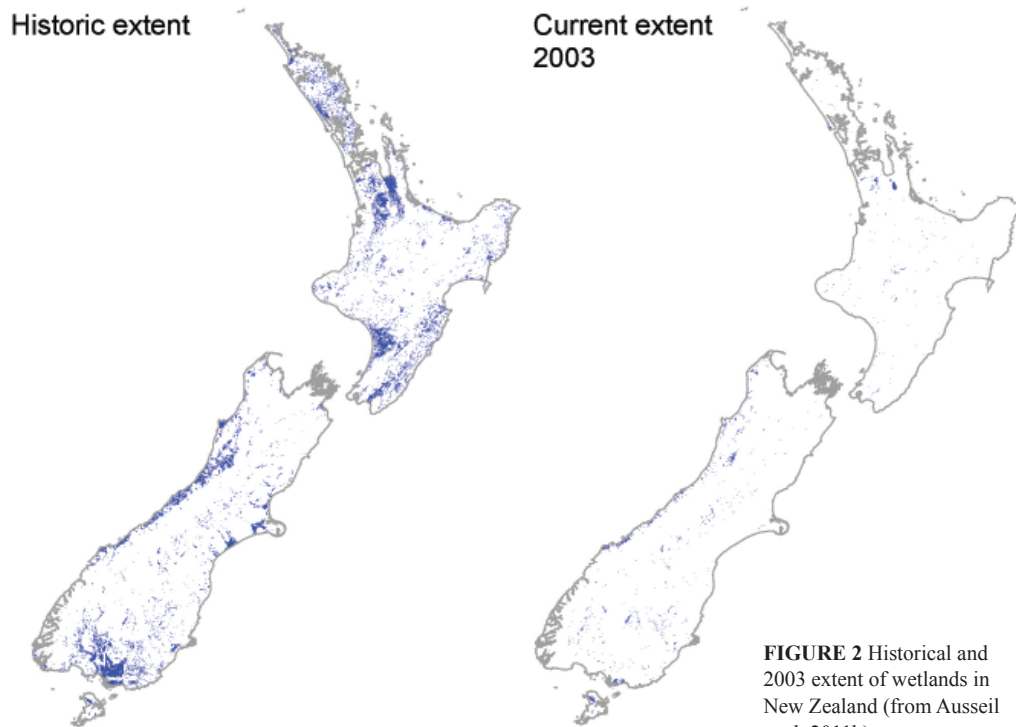 Historic extent
Current extent
2003
FIGURE 2 Historical and
2003 extent of wetlands in
New Zealand (from Ausseil